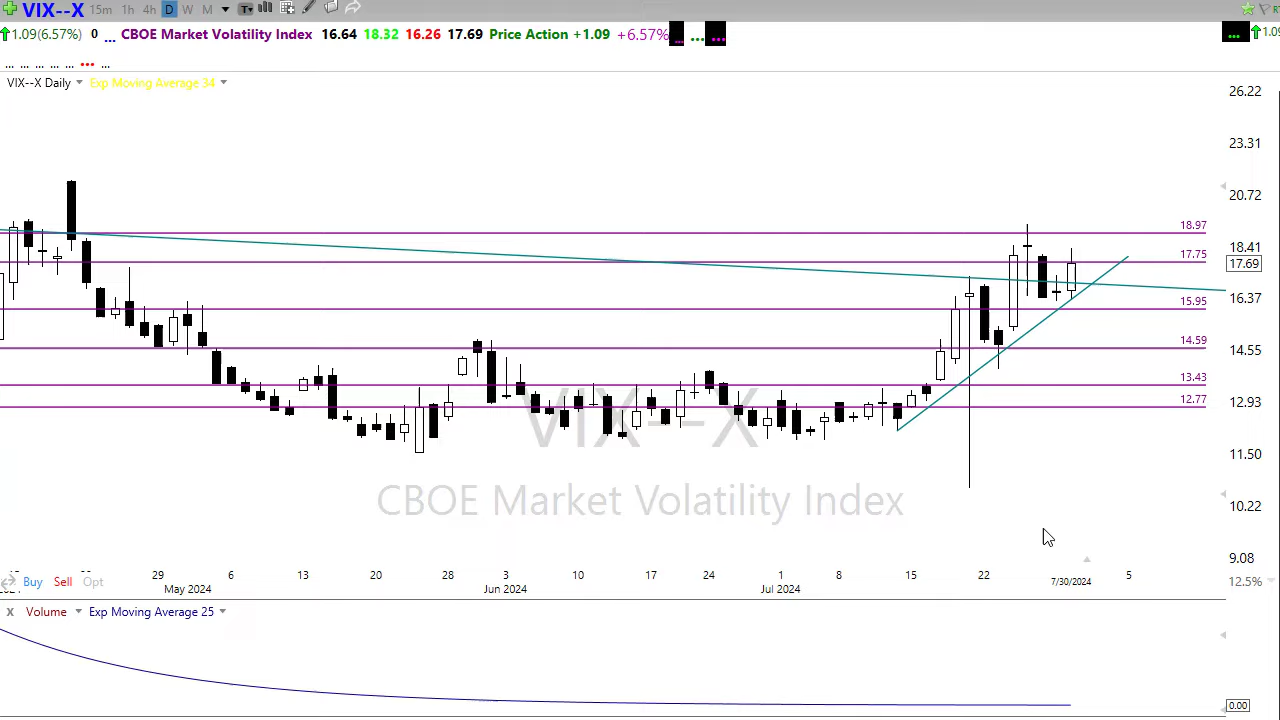 VIX--X 15m 1h 4h D W M
1.09(6.57%) 0 ... CBOE Market Volatility Index 16.64 18.32 16.26 17.69 Price Action +1.09 +6.57% ... ... ... ... 1.09
... ... ... ... ... ... ...
VIX--X Daily Exp Moving Average 34
26.22
23.31
20.72
18.97
18.41
17.75
17.69
16.37
15.95
14.59
14.55
13.43
12.93
12.77
VIX--X
11.50
CBOE Market Volatility Index
10.22
9.08
29 6 13 20 28 3 10 17 24 1 8 15 22 7/30/2024 5
Buy Sell Opt 12.5%
May 2024 Jun 2024 Jul 2024
X Volume Exp Moving Average 25
0.00